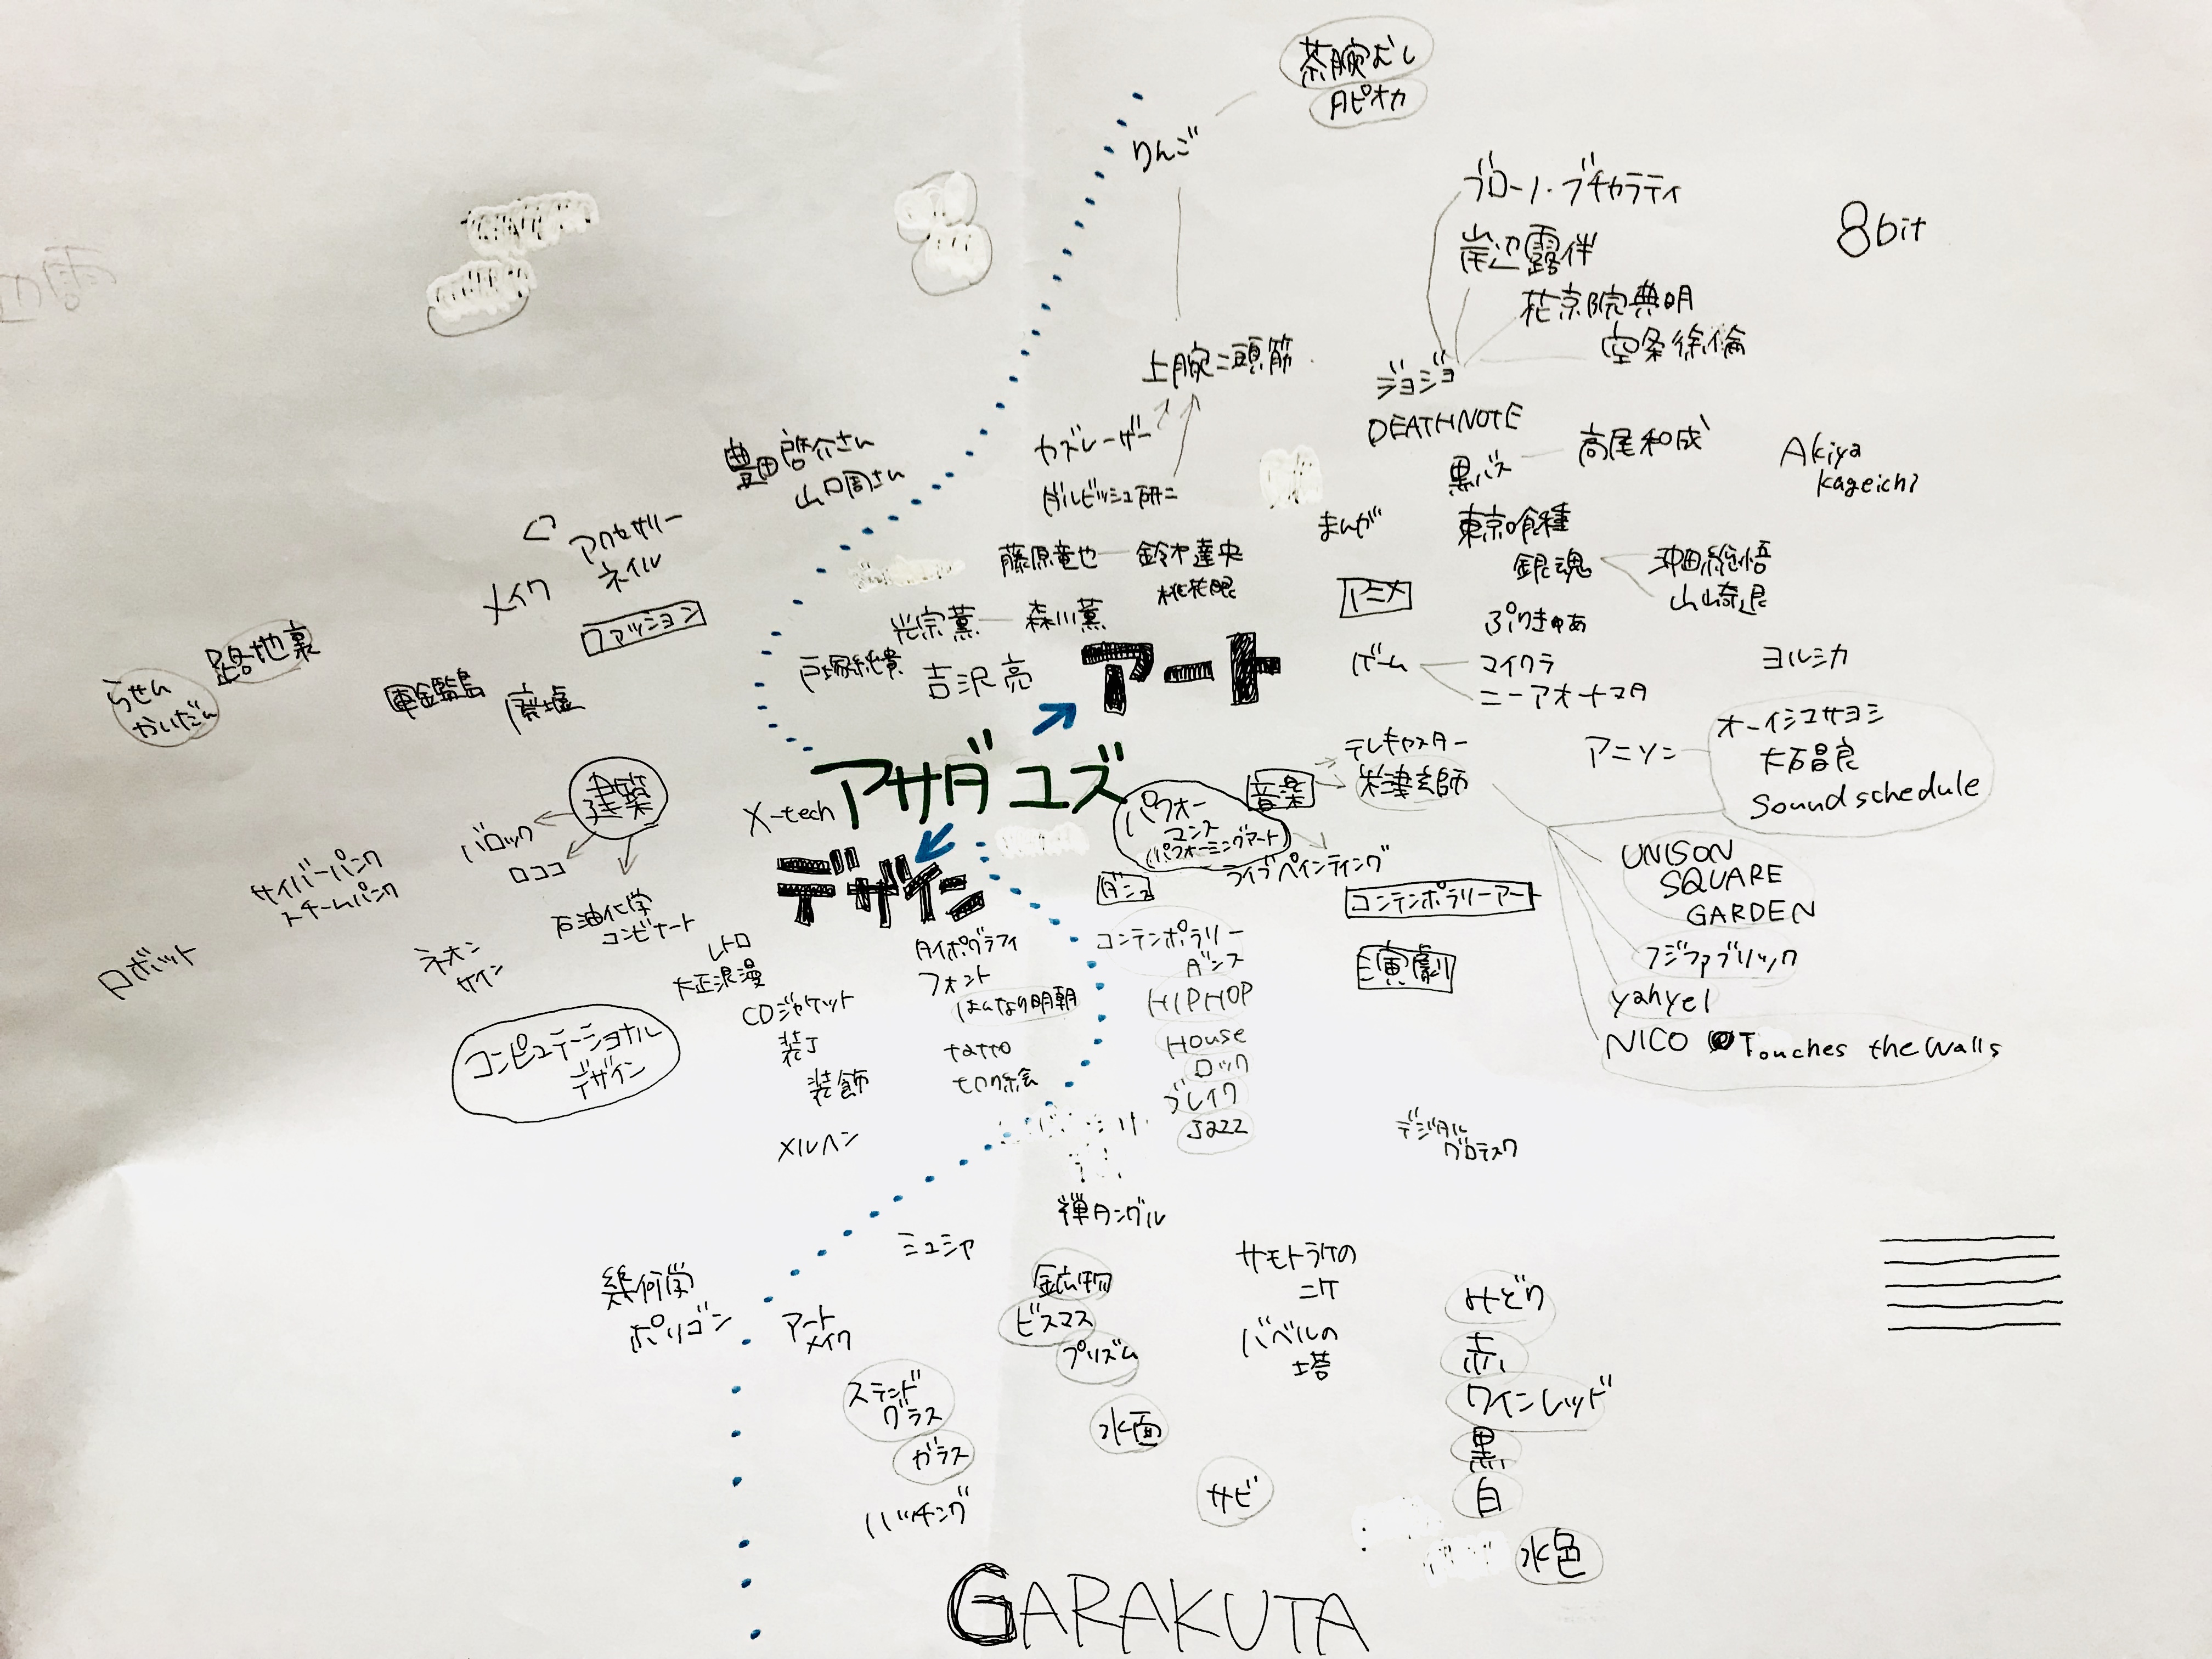 茶腕むし
タピオカ
りんご
ブローノ・ブチャラティ
岸辺露伴
花京院典明
空条徐倫
8bit
上腕二頭筋
ジョジョ
DEATHNOTE
黒バス
高尾和成
Akiya
kageichi
カズレーザー
ダルビッシュ研二
豊田啓介さん
山口周さん
まんが
東京喰種
銀魂
沖田総悟
山崎退
藤原竜也
鈴木達央
桃花眼
アクセサリー
ネイル
メイク
ファッション
アニメ
ぷりきゅあ
光宗薫
森川薫
戸塚純貴
吉沢亮
アート
ゲーム
マイクラ
ニーアオートマタ
ヨルシカ
路地裏
らせん
かいだん
軍艦島
廃墟
建築
バロック
ロココ
石油化学
コンビナート
アサダユズ
X-tech
デザイン
パフォー
マンス
(パフォーミングアート)
音楽
テレキャスター
米津玄師
アニソン
オーイシマサヨシ
大石昌良
Sound schedule
UNISON
SQUARE
GARDEN
フジファブリック
yahyel
NICO Touches the Walls
ライブペインティング
ダンス
コンテンポラリーアート
演劇
サイバーパンク
スチームパンク
ロボット
ネオン
サイン
レトロ
大正浪漫
CDジャケット
装丁
装飾
メルヘン
タイポグラフィ
フォント
はんなり明朝
tatto
切り絵
コンテンポラリー
ダンス
HIPHOP
House
ロック
ブレイク
Jazz
コンピュテーショナル
デザイン
デジタル
グロテスク
禅タングル
ミュシャ
幾何学
ポリゴン
アート
メイク
鉱物
ビスマス
プリズム
サモトラケの
ニケ
バベルの
塔
みどり
赤
ワインレッド
黒
白
水色
ステンド
グラス
ガラス
ハッチング
水面
サビ
GARAKUTA